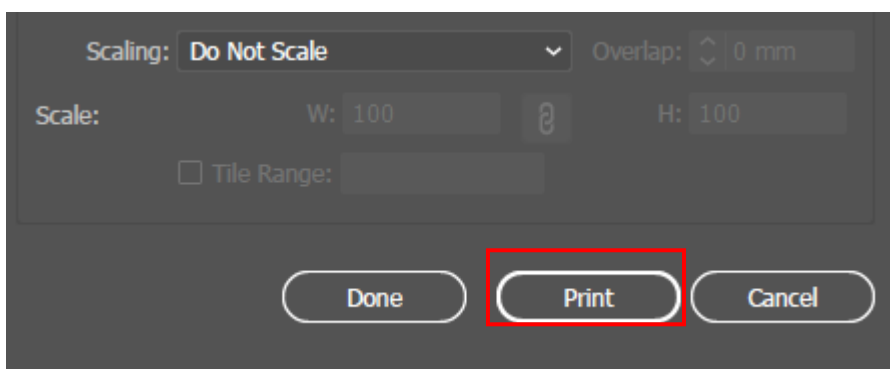 Scaling: Do Not Scale Overlap: 0 mm
Scale: W: 100 H: 100
Tile Range:
Done Print Cancel